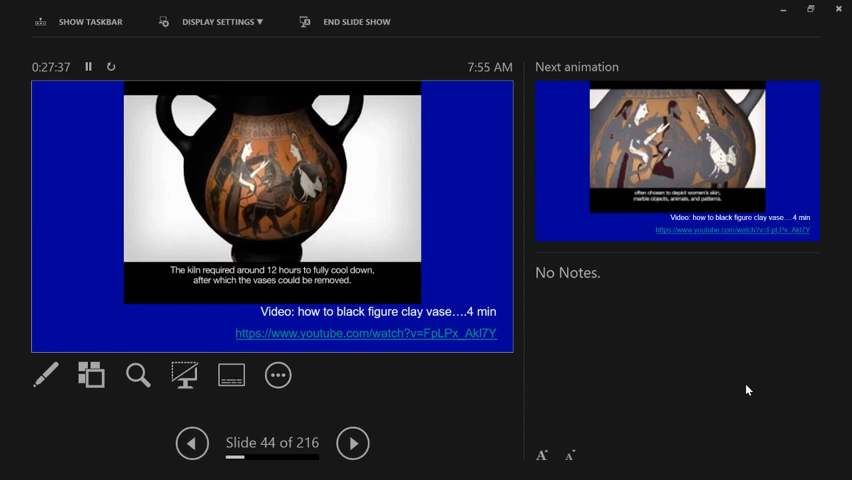 SHOW TASKBAR
DISPLAY SETTINGS ▼
END SLIDE SHOW
0:27:37
7:55 AM
The kiln required around 12 hours to fully cool down,
after which the vases could be removed.
Video: how to black figure clay vase….4 min
https://www.youtube.com/watch?v=FpLPx_Akl7Y
Slide 44 of 216
Next animation
often chosen to depict women's skin,
marble objects, animals, and patterns.
Video: how to black figure clay vase….4 min
https://www.youtube.com/watch?v=FpLPx_Akl7Y
No Notes.
A A